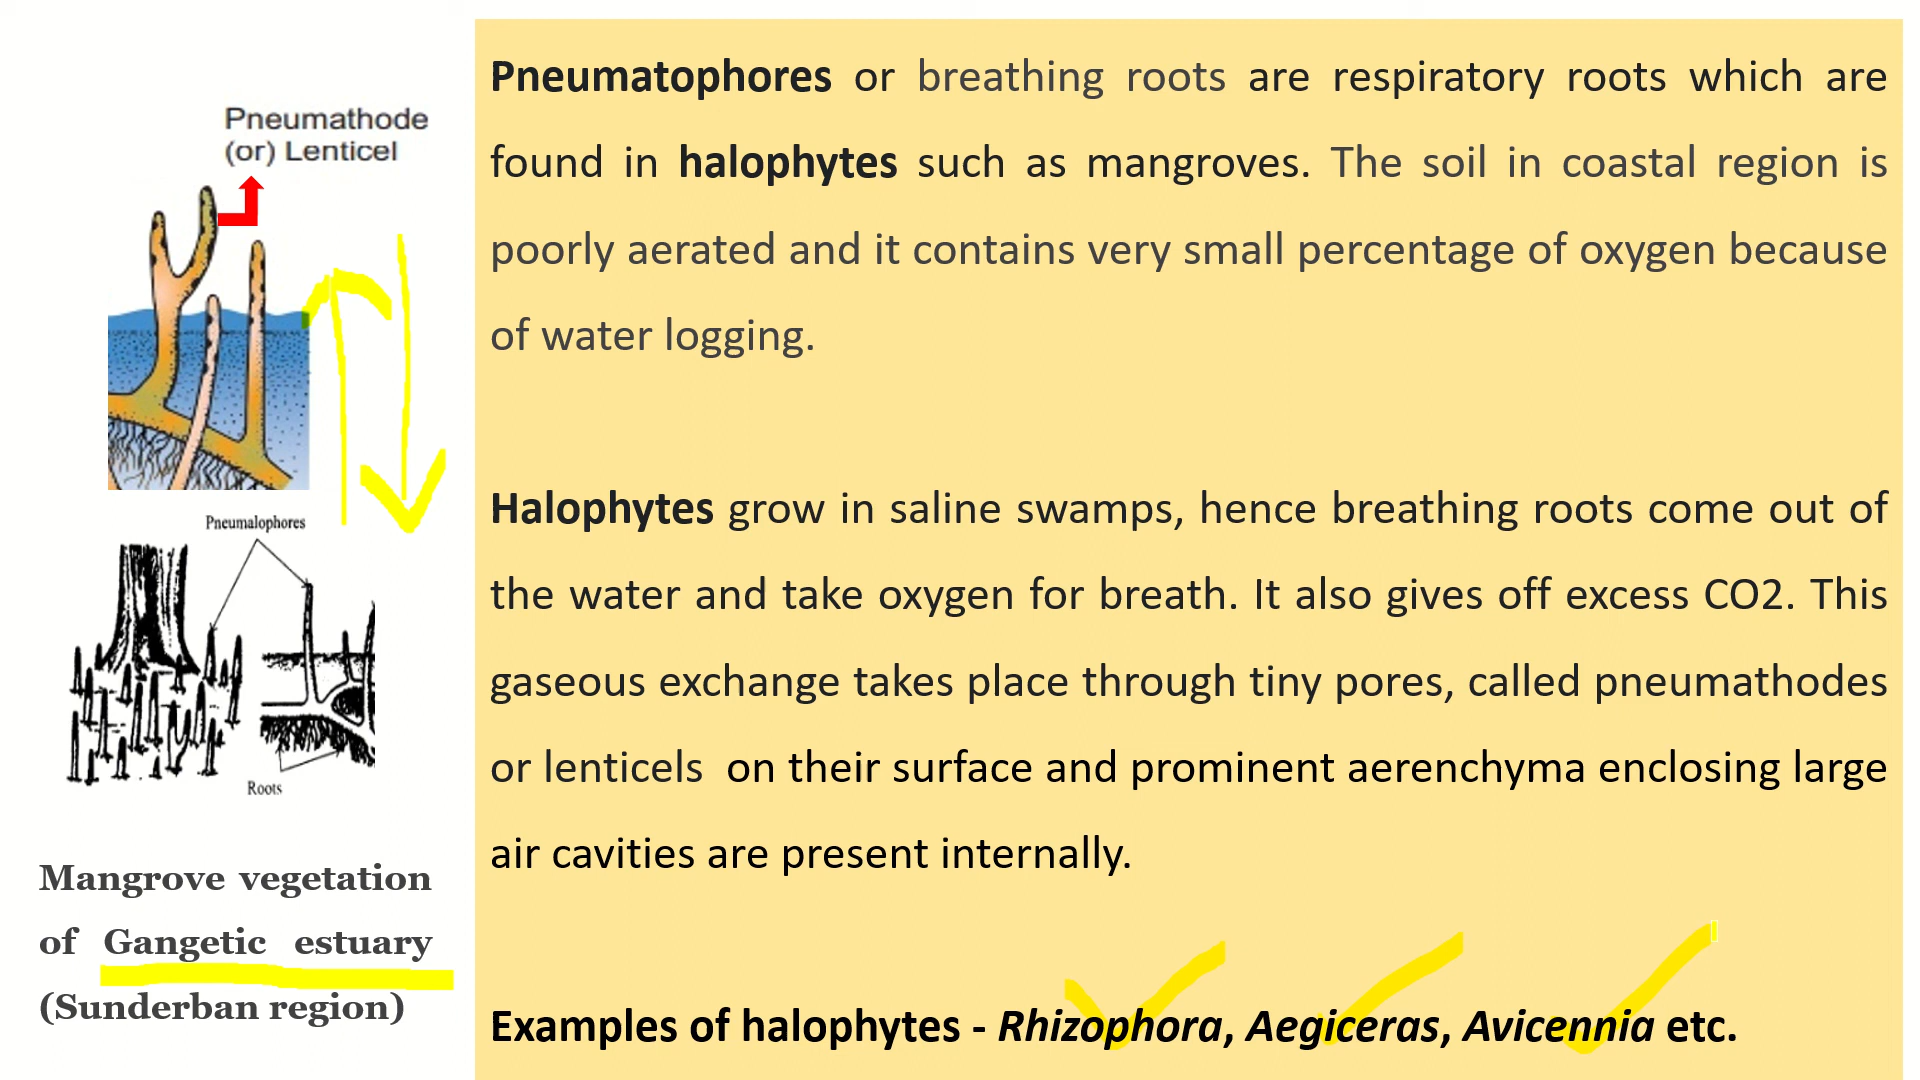 Pneumathode
(or) Lenticel
Pneumalophores
Roots
Mangrove vegetation
of Gangetic estuary
(Sunderban region)
Pneumatophores or breathing roots are respiratory roots which are
found in halophytes such as mangroves. The soil in coastal region is
poorly aerated and it contains very small percentage of oxygen because
of water logging.
Halophytes grow in saline swamps, hence breathing roots come out of
the water and take oxygen for breath. It also gives off excess CO2. This
gaseous exchange takes place through tiny pores, called pneumathodes
or lenticels on their surface and prominent aerenchyma enclosing large
air cavities are present internally.
Examples of halophytes - Rhizophora, Aegiceras, Avicennia etc.